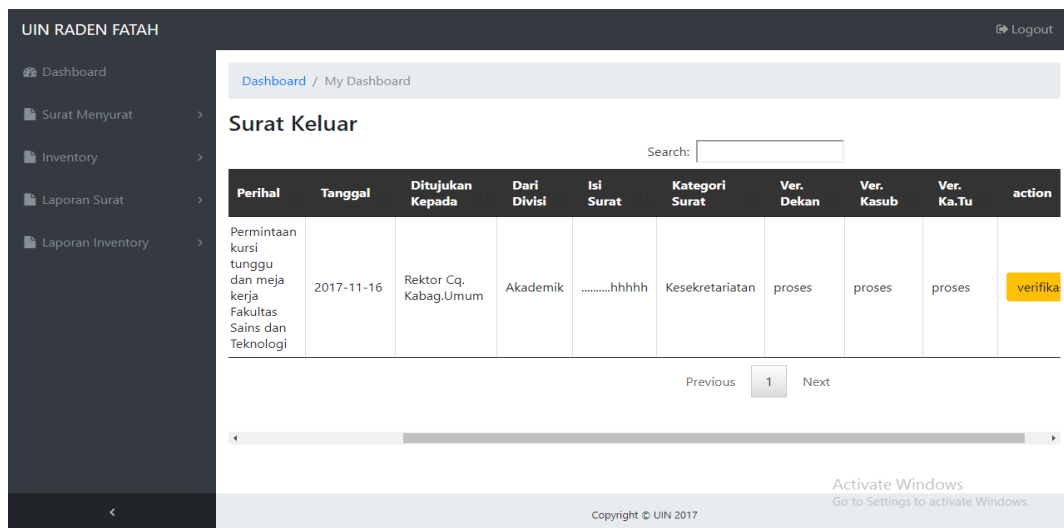 UIN RADEN FATAH
Logout
Dashboard
Surat Menyurat
Inventory
Laporan Surat
Laporan Inventory
Dashboard / My Dashboard
Surat Keluar
Search:
Perihal Tanggal Ditujukan Kepada Dari Divisi Isi Surat Kategori Surat Ver. Dekan Ver. Kasub Ver. Ka.Tu action
Permintaan
kursi
tunggu
dan meja
kerja
Fakultas
Sains dan
Teknologi
2017-11-16
Rektor Cq.
Kabag.Umum
Akademik
..........hhhhh
Kesekretariatan
proses
proses
proses
verifika
Previous 1 Next
Activate Windows
Go to Settings to activate Windows.
Copyright © UIN 2017